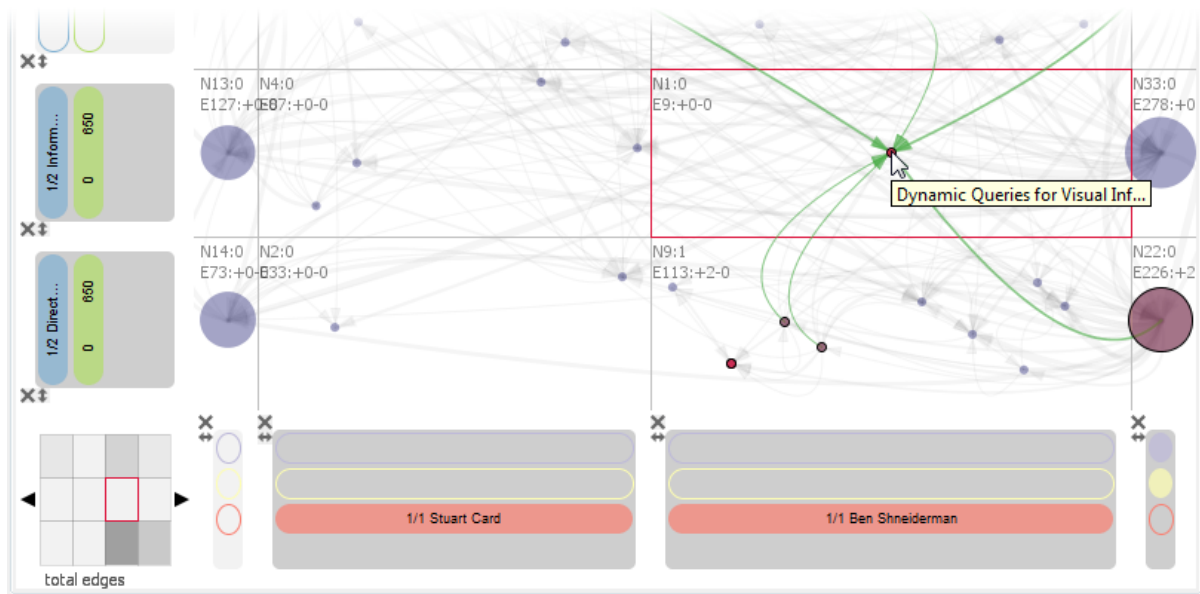 N13:0 N4:0 N1:0 N33:0
E127:+0-0 E87:+0-0 E9:+0-0 E278:+0
1/2 Inform...
0 650
Dynamic Queries for Visual Inf...
N14:0 N2:0 N9:1 N22:0
E73:+0-0 E33:+0-0 E113:+2-0 E226:+2
1/2 Direct...
0 650
1/1 Stuart Card
1/1 Ben Shneiderman
total edges